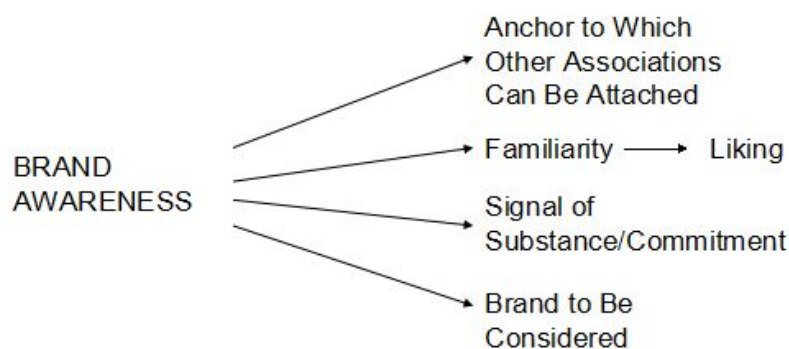 BRAND
AWARENESS
Anchor to Which
Other Associations
Can Be Attached
Familiarity
Liking
Signal of
Substance/Commitment
Brand to Be
Considered